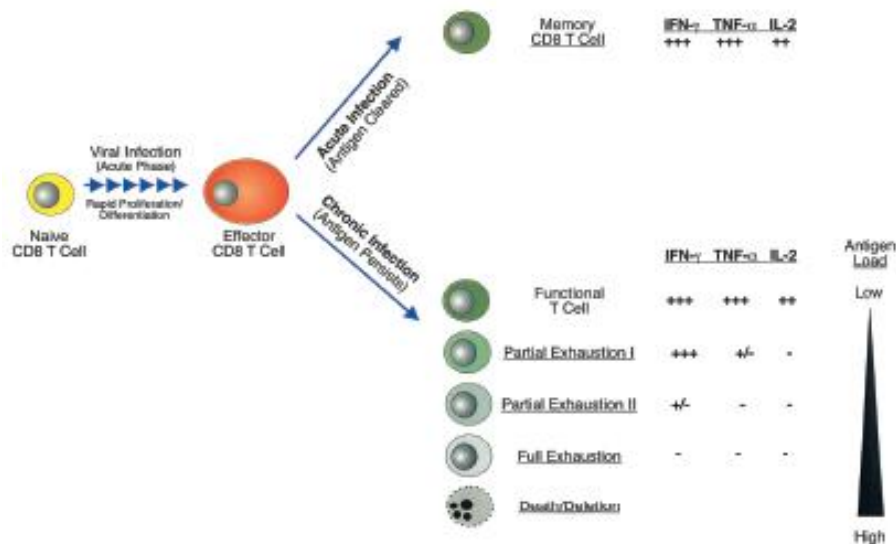 Memory
CD8 T Cell
IFN-γ TNF-α IL-2
+++ +++ ++
Acute Infection
(Antigen Cleared)
Viral Infection
(Acute Phase)
Rapid Proliferation/
Differentiation
Naive
CD8 T Cell
Effector
CD8 T Cell
Chronic Infection
(Antigen Persists)
IFN-γ TNF-α IL-2
Antigen
Load
Functional
T Cell
+++ +++ ++
Low
Partial Exhaustion I
+++ +/- -
Partial Exhaustion II
+/- - -
Full Exhaustion
- - -
Death/Deletion
High